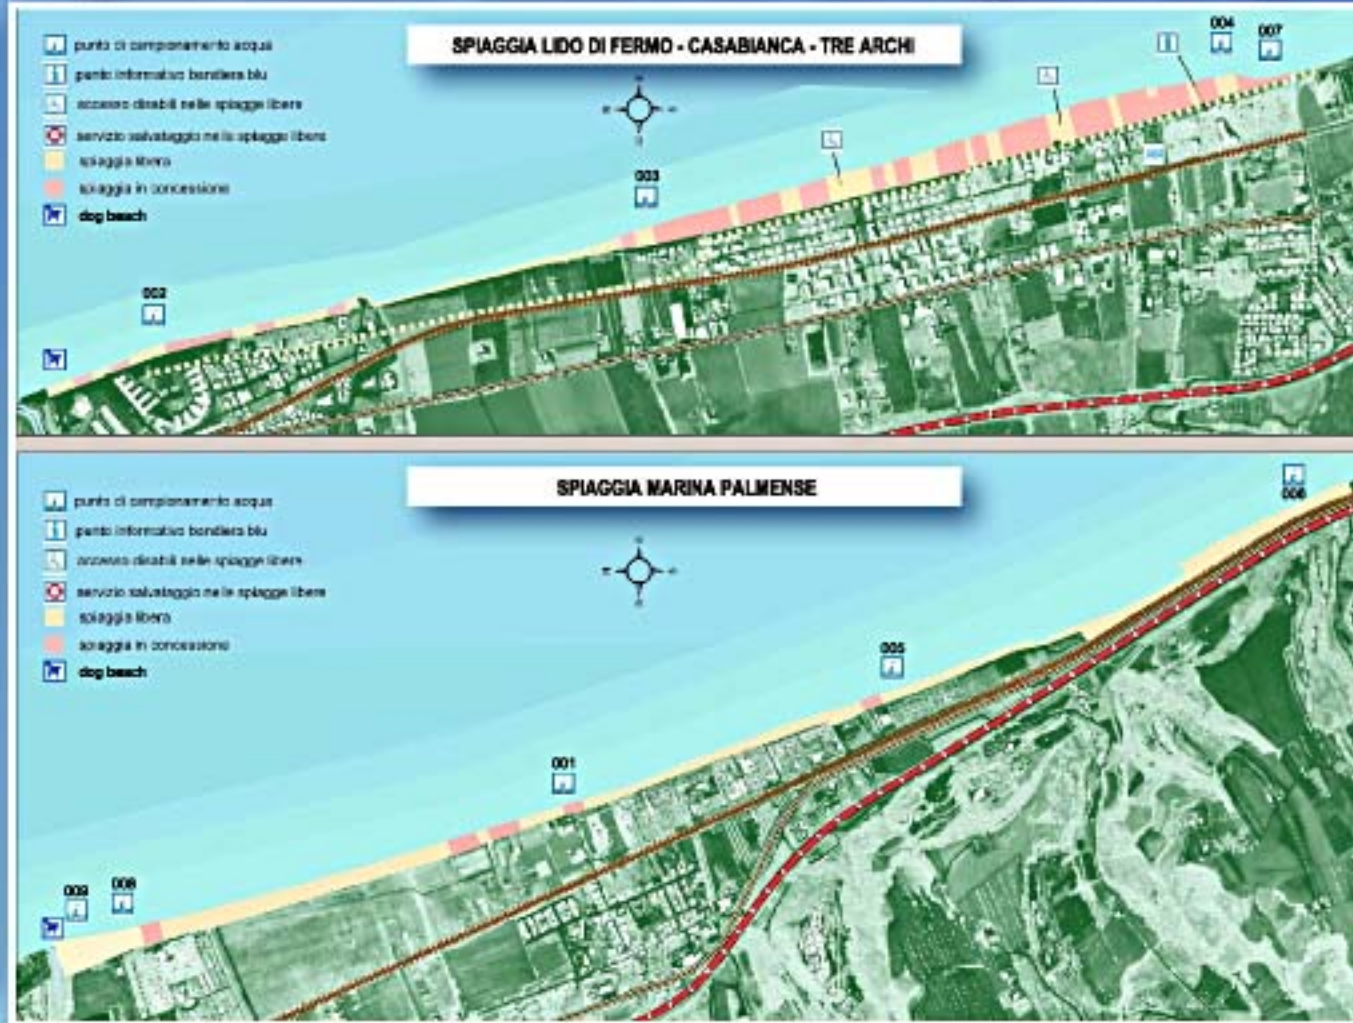 SPIAGGIA LIDO DI FERMO - CASABIANCA - TRE ARCHI
punto di campionamento acqua
punto informativo bandiera blu
accesso disabili nelle spiagge libere
servizio salvataggio nelle spiagge libere
spiaggia libera
spiaggia in concessione
dog beach
002
003
004
007
SPIAGGIA MARINA PALMENSE
punto di campionamento acqua
punto informativo bandiera blu
accesso disabili nelle spiagge libere
servizio salvataggio nelle spiagge libere
spiaggia libera
spiaggia in concessione
dog beach
009
008
001
005